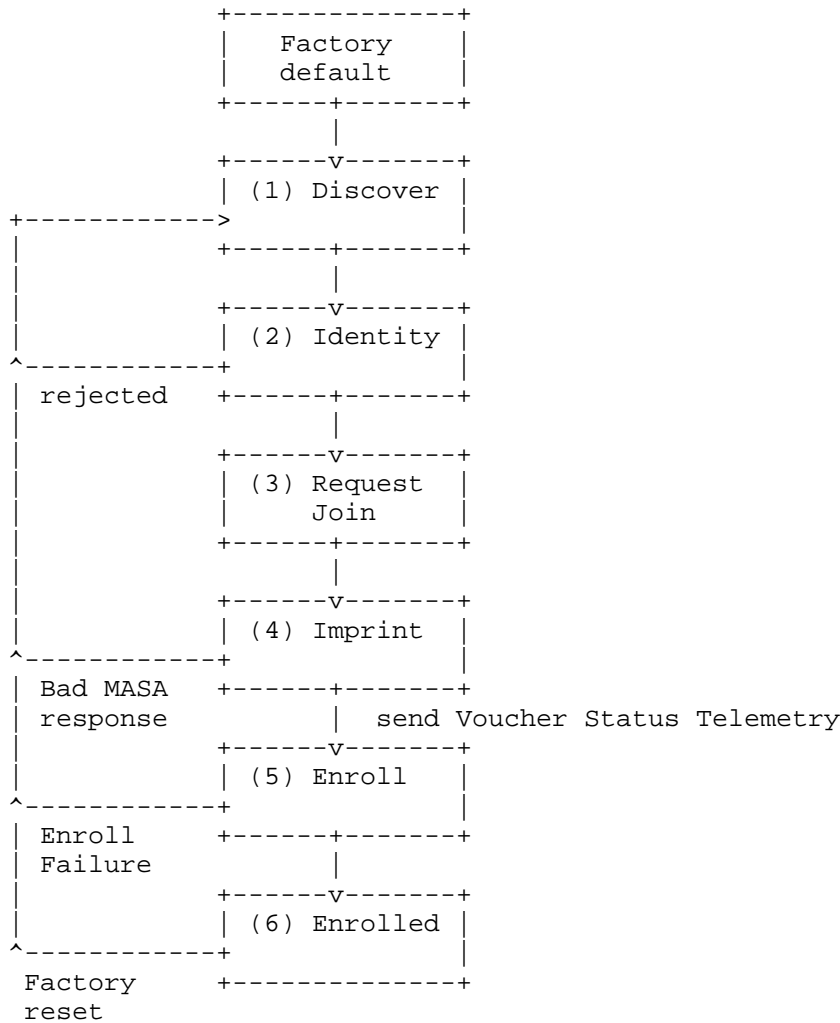 Factory
default
(1) Discover
(2) Identity
rejected
(3) Request
Join
(4) Imprint
Bad MASA
response
send Voucher Status Telemetry
(5) Enroll
Enroll
Failure
(6) Enrolled
Factory
reset